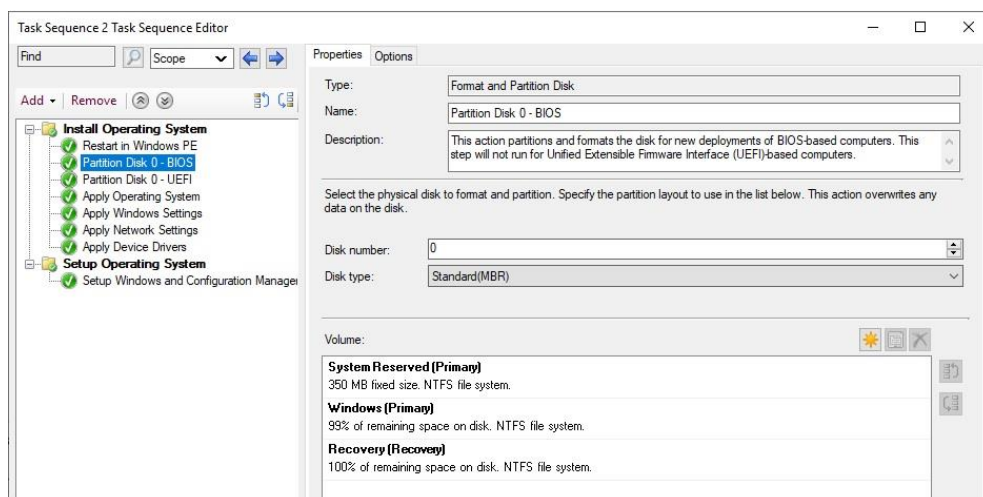 Task Sequence 2 Task Sequence Editor
Find
Scope
Add
Remove
Install Operating System
Restart in Windows PE
Partition Disk 0 - BIOS
Partition Disk 0 - UEFI
Apply Operating System
Apply Windows Settings
Apply Network Settings
Apply Device Drivers
Setup Operating System
Setup Windows and Configuration Manager
Properties Options
Type: Format and Partition Disk
Name: Partition Disk 0 - BIOS
Description: This action partitions and formats the disk for new deployments of BIOS-based computers. This
step will not run for Unified Extensible Firmware Interface (UEFI)-based computers.
Select the physical disk to format and partition. Specify the partition layout to use in the list below. This action overwrites any
data on the disk.
Disk number: 0
Disk type: Standard(MBR)
Volume:
System Reserved (Primary)
350 MB fixed size. NTFS file system.
Windows (Primary)
99% of remaining space on disk. NTFS file system.
Recovery (Recovery)
100% of remaining space on disk. NTFS file system.